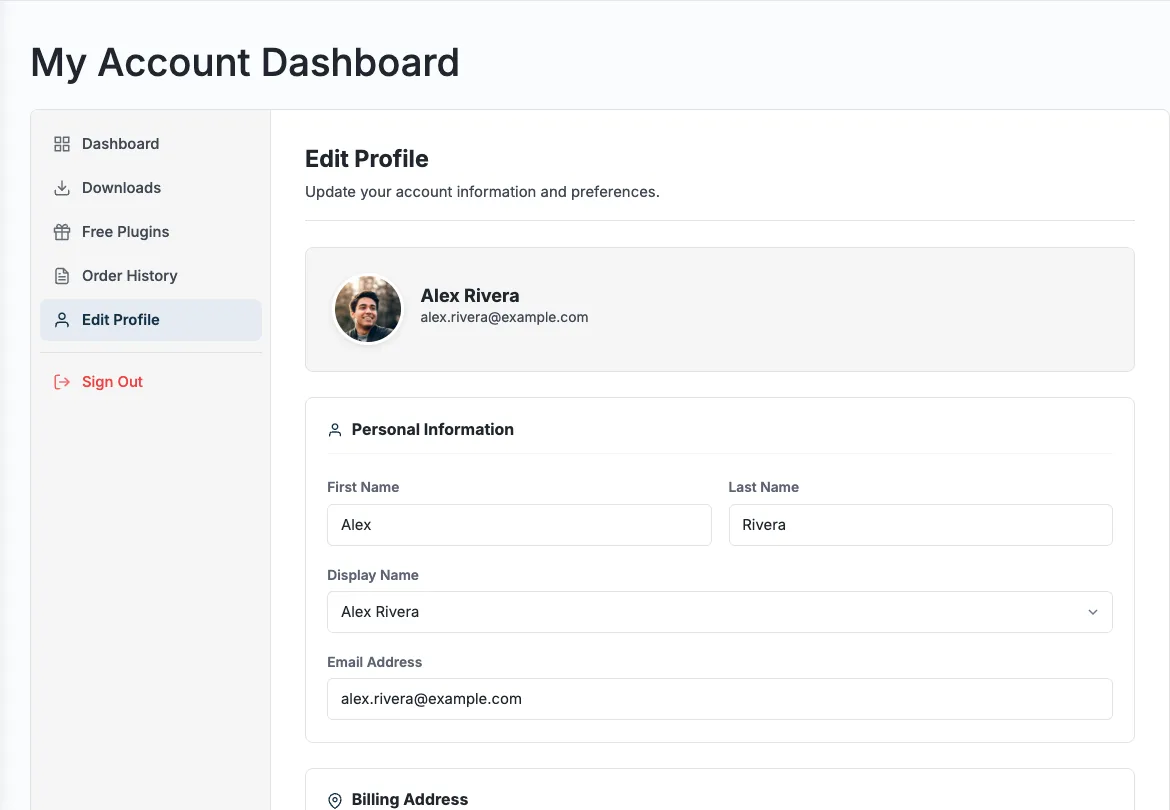 My Account Dashboard
Dashboard
Downloads
Free Plugins
Order History
Edit Profile
Sign Out
Edit Profile
Update your account information and preferences.
Alex Rivera
alex.rivera@example.com
Personal Information
First Name
Last Name
Alex
Rivera
Display Name
Alex Rivera
Email Address
alex.rivera@example.com
Billing Address